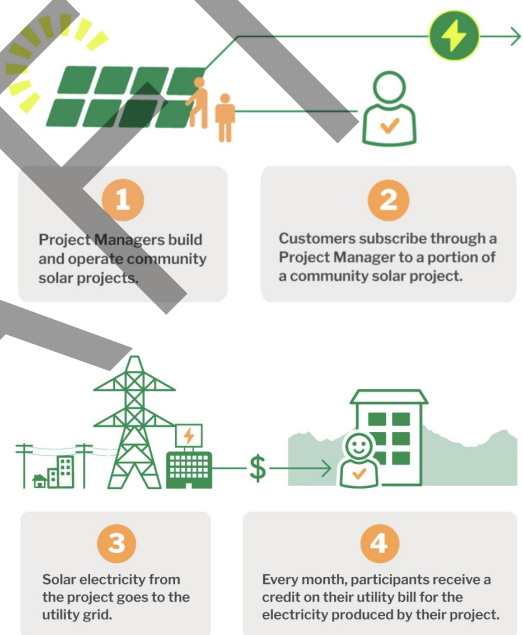 1
Project Managers build
and operate community
solar projects.
2
Customers subscribe through a
Project Manager to a portion of
a community solar project.
$
3
Solar electricity from
the project goes to the
utility grid.
4
Every month, participants receive a
credit on their utility bill for the
electricity produced by their project.